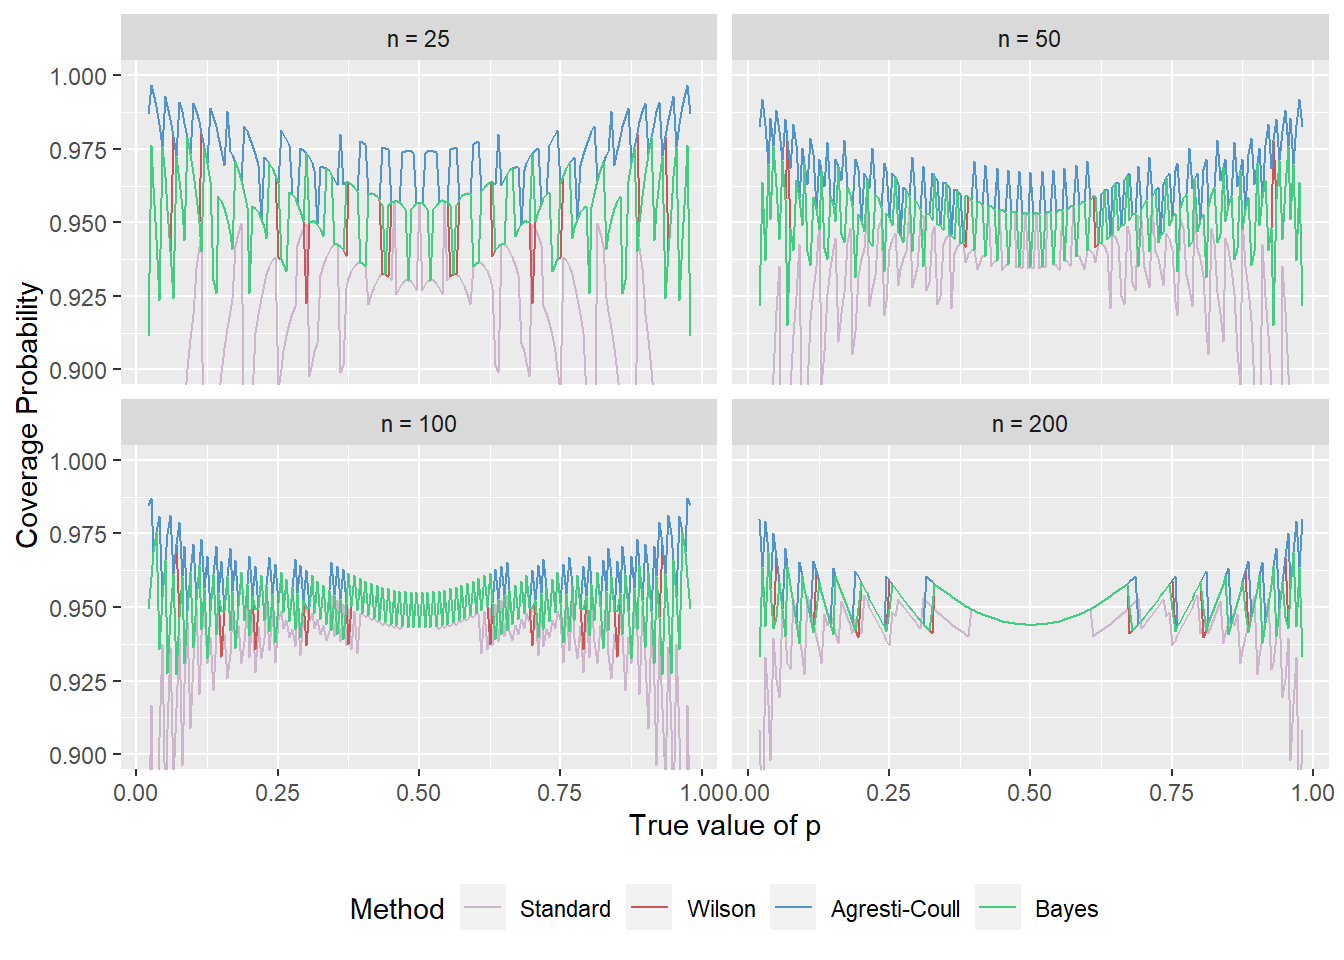 n = 25
n = 50
1.000
0.975
0.950
0.925
0.900
n = 100
n = 200
1.000
0.975
0.950
0.925
0.900
Coverage Probability
0.00 0.25 0.50 0.75 1.00
0.00 0.25 0.50 0.75 1.00
True value of p
Method Standard Wilson Agresti-Coull Bayes